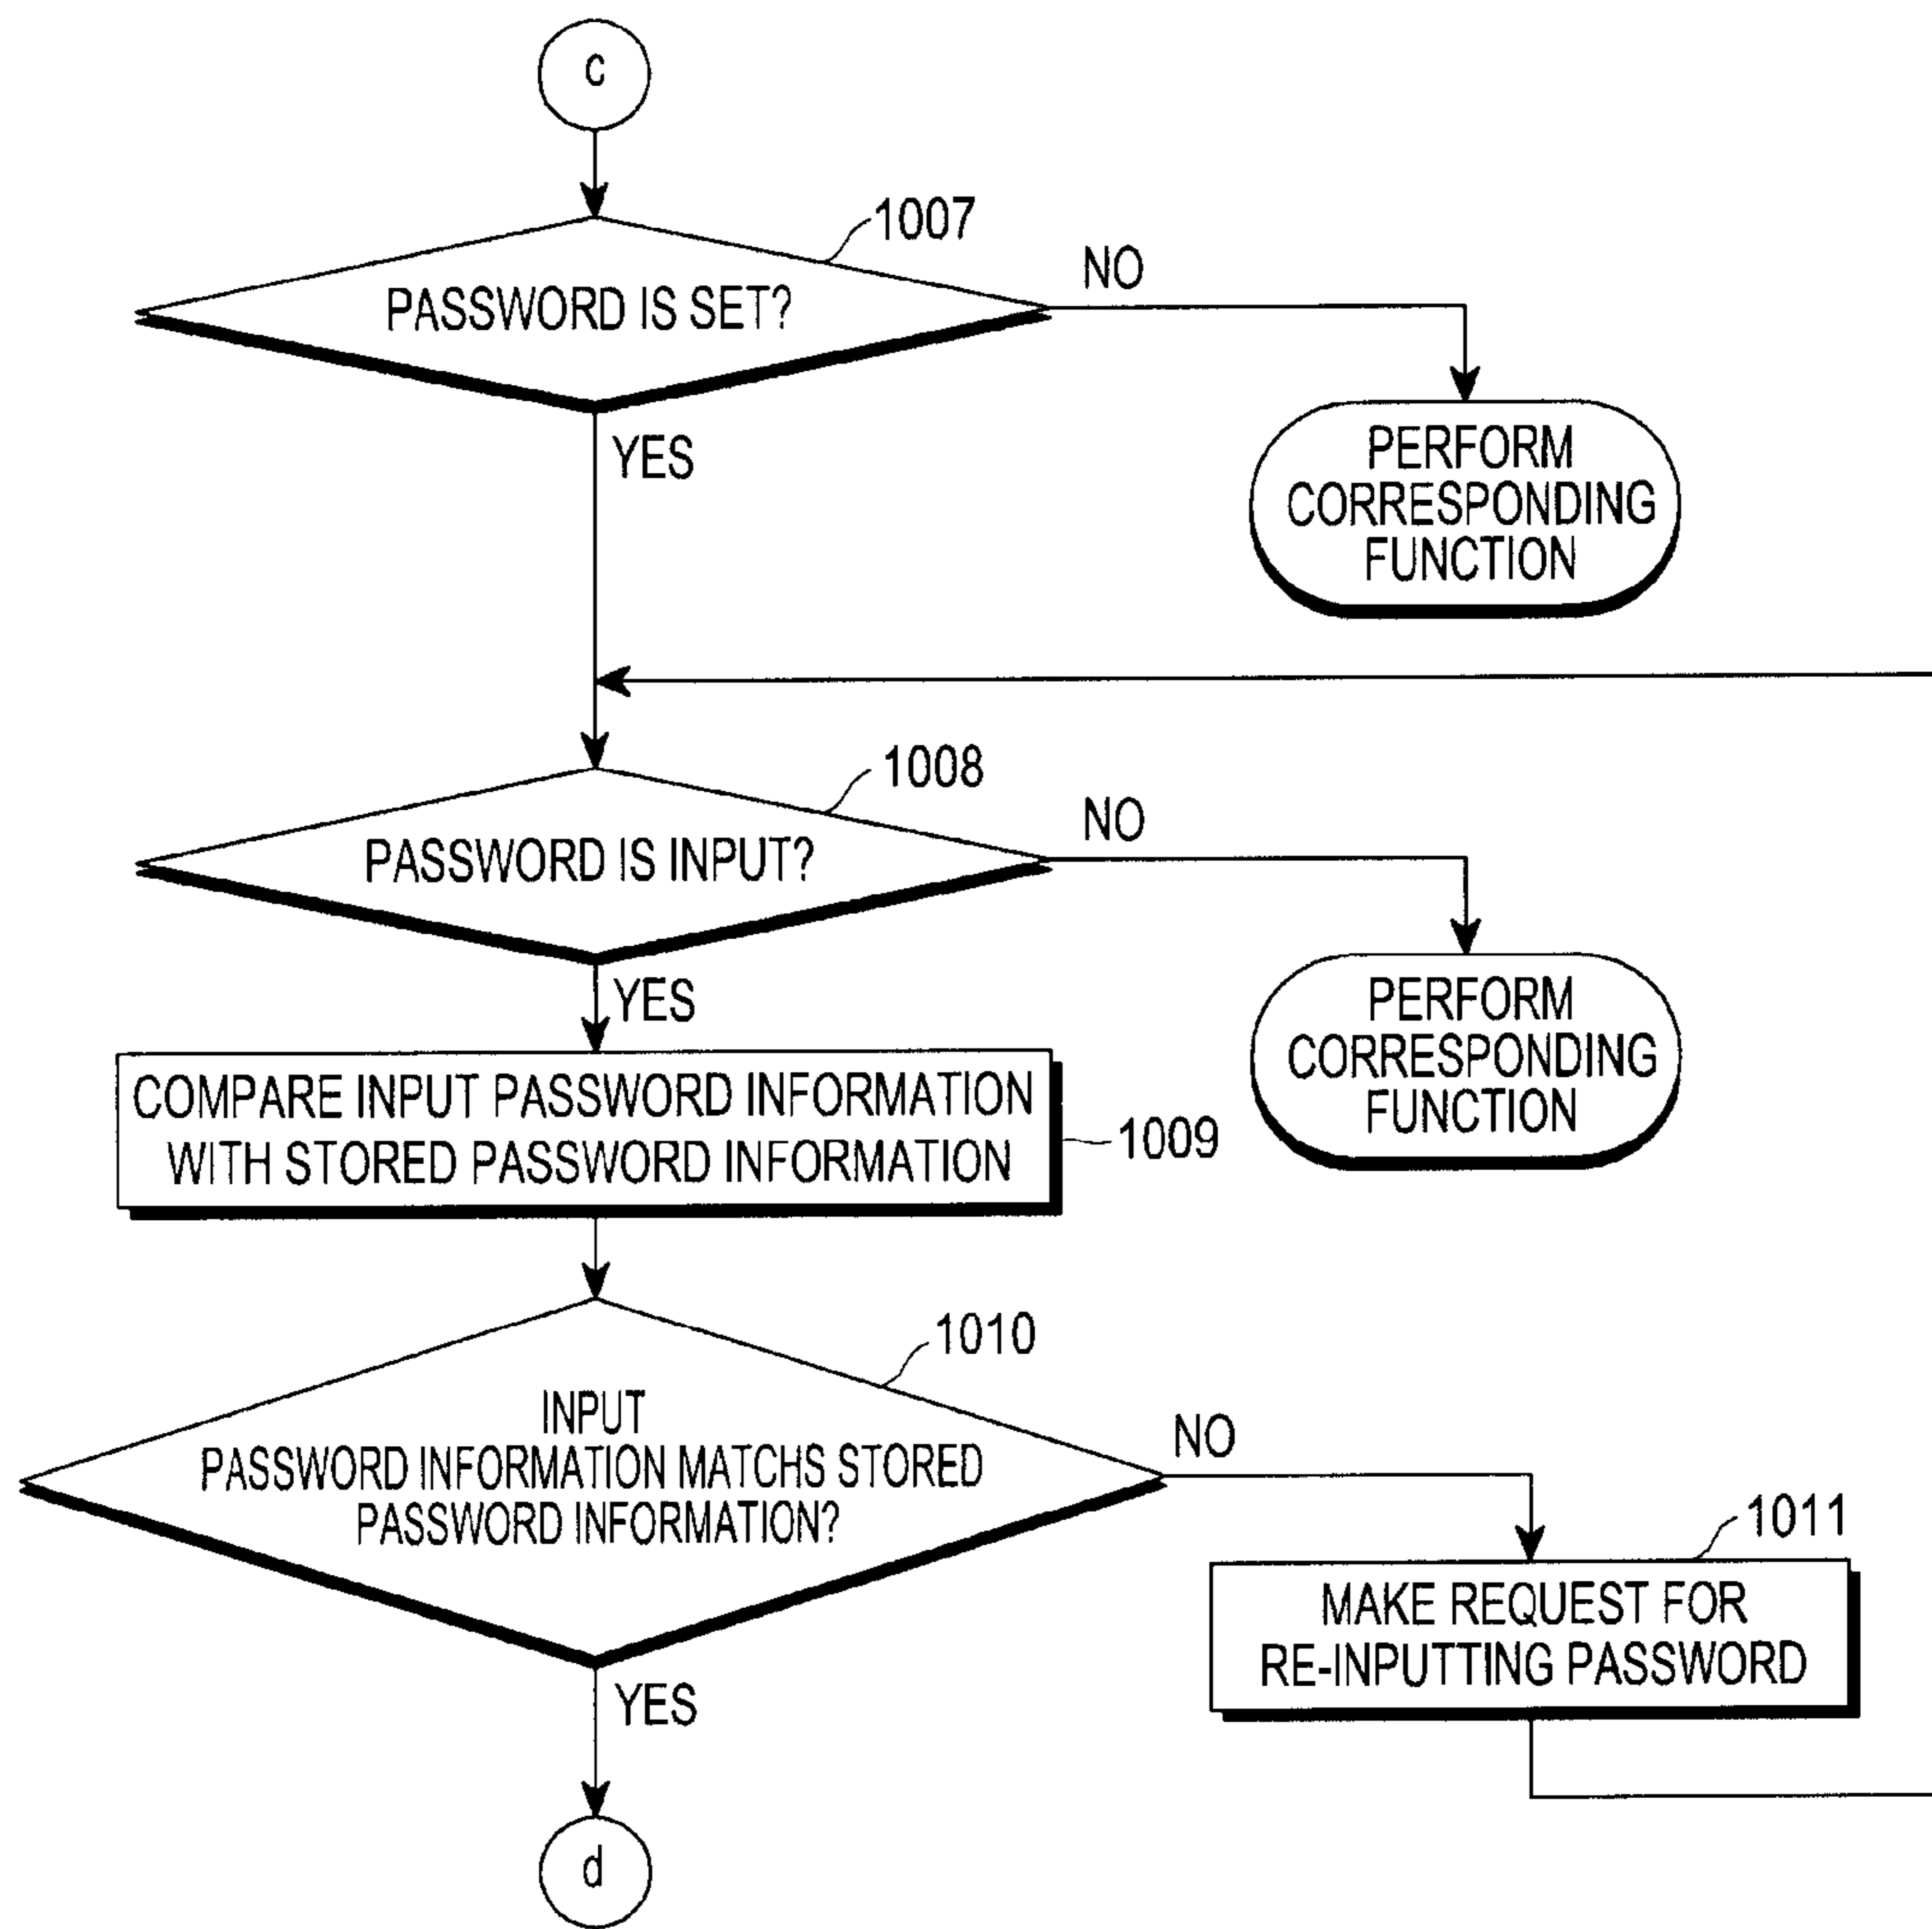 c
1007
PASSWORD IS SET?
NO
YES
PERFORM
CORRESPONDING
FUNCTION
1008
PASSWORD IS INPUT?
NO
YES
PERFORM
CORRESPONDING
FUNCTION
COMPARE INPUT PASSWORD INFORMATION
WITH STORED PASSWORD INFORMATION
1009
1010
INPUT
PASSWORD INFORMATION MATCHS STORED
PASSWORD INFORMATION?
NO
YES
1011
MAKE REQUEST FOR
RE-INPUTTING PASSWORD
d